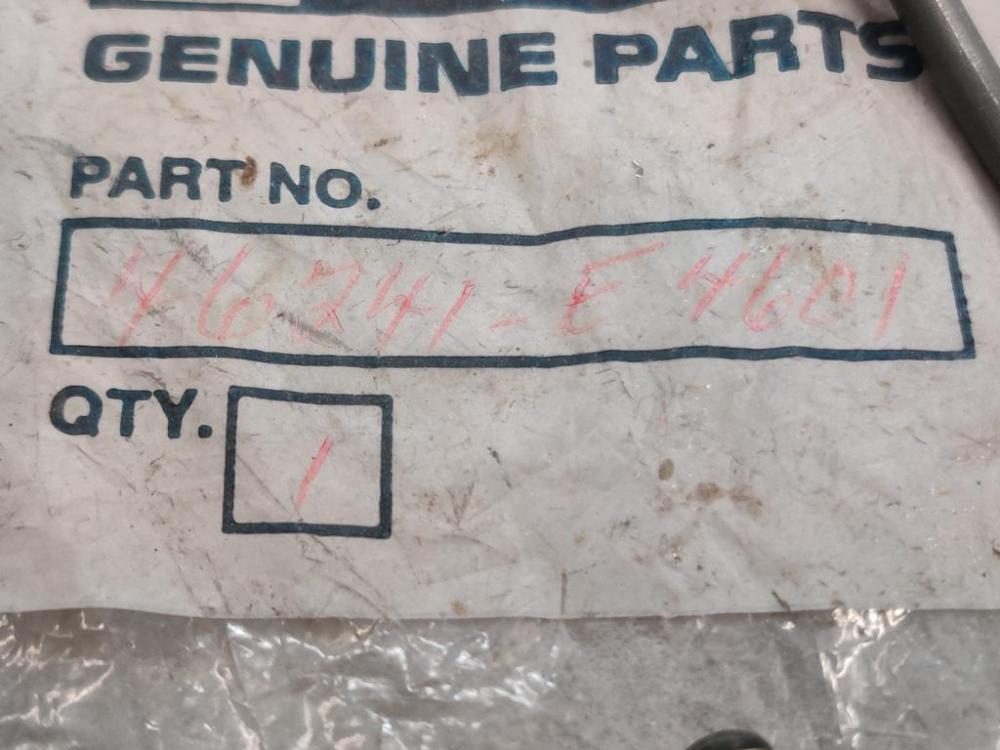 GENUINE PARTS
PART NO.
46241-E4601
QTY.
1